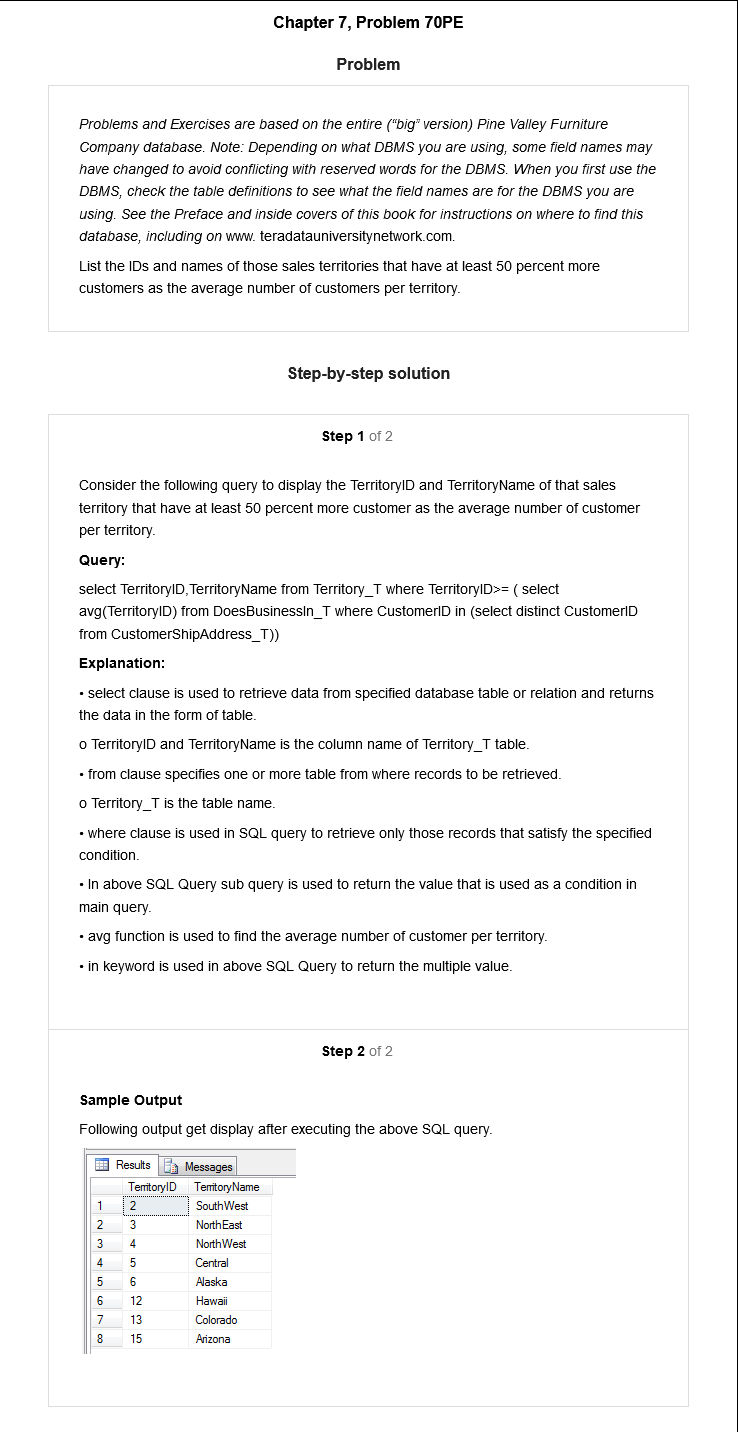 Chapter 7, Problem 70PE
Problem
Problems and Exercises are based on the entire (“big” version) Pine Valley Furniture
Company database. Note: Depending on what DBMS you are using, some field names may
have changed to avoid conflicting with reserved words for the DBMS. When you first use the
DBMS, check the table definitions to see what the field names are for the DBMS you are
using. See the Preface and inside covers of this book for instructions on where to find this
database, including on www. teradatauniversitynetwork.com.
List the IDs and names of those sales territories that have at least 50 percent more
customers as the average number of customers per territory.
Step-by-step solution
Step 1 of 2
Consider the following query to display the TerritoryID and TerritoryName of that sales
territory that have at least 50 percent more customer as the average number of customer
per territory.
Query:
select TerritoryID,TerritoryName from Territory_T where TerritoryID>= ( select
avg(TerritoryID) from DoesBusinessIn_T where CustomerID in (select distinct CustomerID
from CustomerShipAddress_T))
Explanation:
• select clause is used to retrieve data from specified database table or relation and returns
the data in the form of table.
o TerritoryID and TerritoryName is the column name of Territory_T table.
• from clause specifies one or more table from where records to be retrieved.
o Territory_T is the table name.
• where clause is used in SQL query to retrieve only those records that satisfy the specified
condition.
• In above SQL Query sub query is used to return the value that is used as a condition in
main query.
• avg function is used to find the average number of customer per territory.
• in keyword is used in above SQL Query to return the multiple value.
Step 2 of 2
Sample Output
Following output get display after executing the above SQL query.
Results Messages
TerritoryID TerritoryName
1 2 SouthWest
2 3 NorthEast
3 4 NorthWest
4 5 Central
5 6 Alaska
6 12 Hawaii
7 13 Colorado
8 15 Arizona